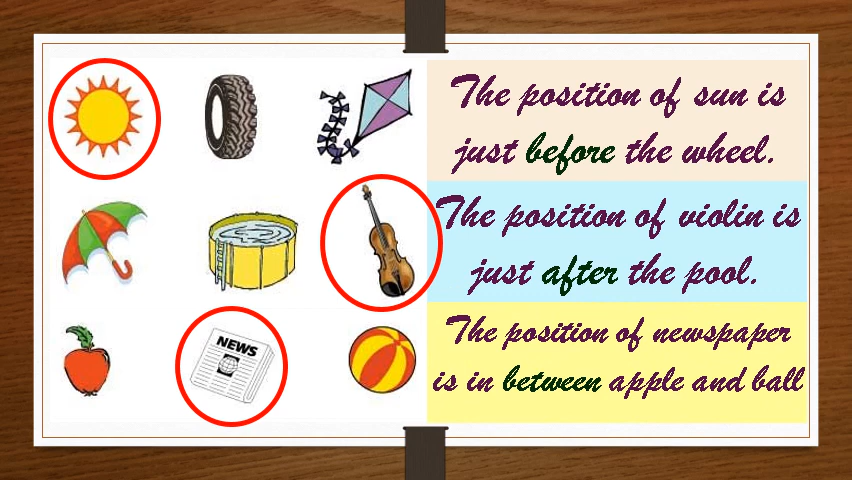 The position of sun is
just before the wheel.
The position of violin is
just after the pool.
NEWS
The position of newspaper
is in between apple and ball